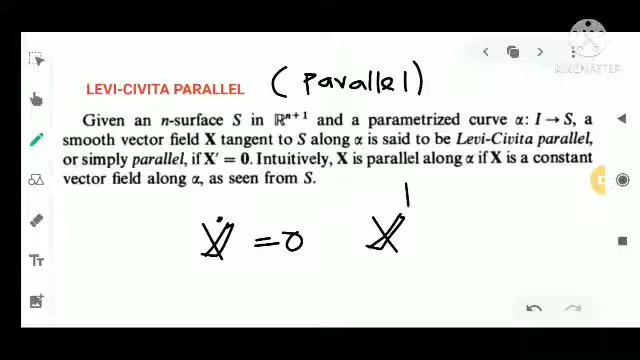 KINEMASTER
LEVI-CIVITA PARALLEL (Parallel)
Given an n-surface S in ℝⁿ⁺¹ and a parametrized curve α: I → S, a
smooth vector field X tangent to S along α is said to be Levi-Civita parallel,
or simply parallel, if X′ = 0. Intuitively, X is parallel along α if X is a constant
vector field along α, as seen from S.
Ẋ = 0 X′
TT